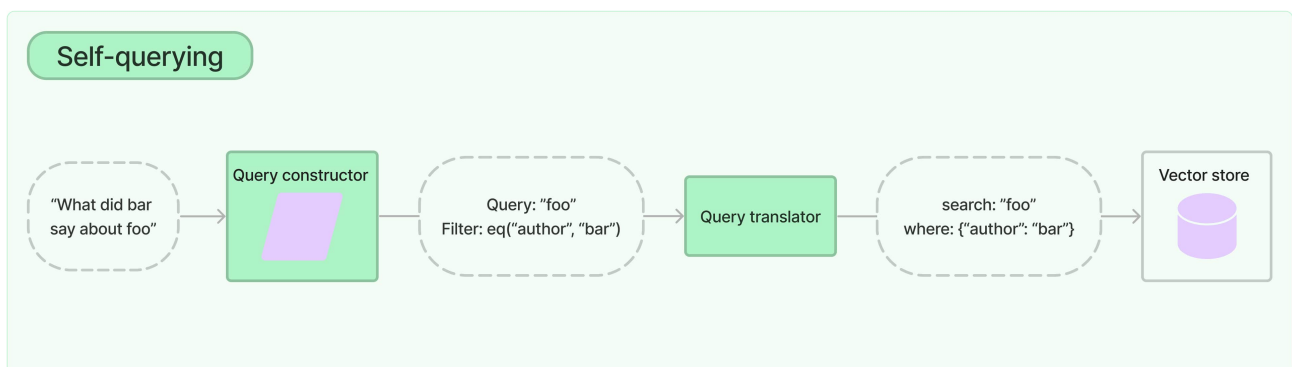 Self-querying
“What did bar
say about foo”
Query constructor
Query: “foo”
Filter: eq(“author”, “bar”)
Query translator
search: “foo”
where: {“author”: “bar”}
Vector store